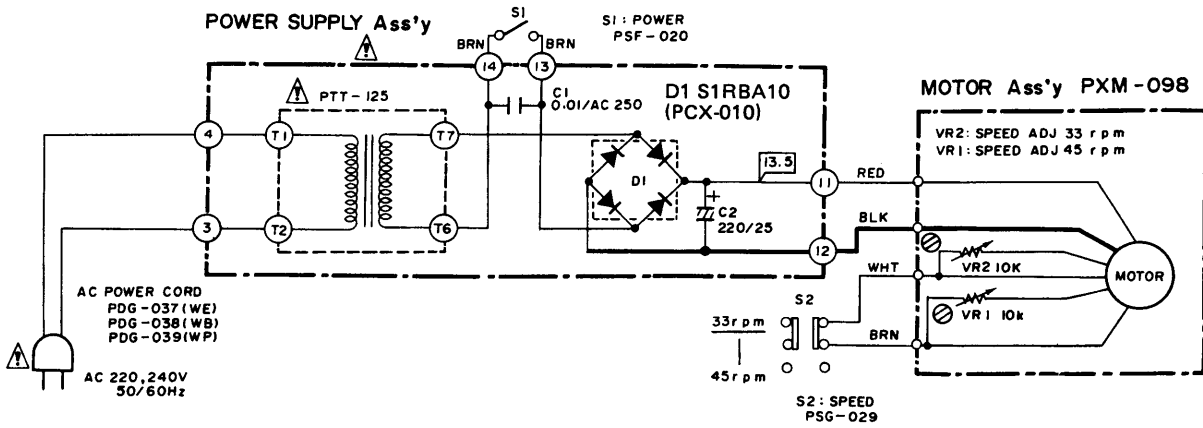 POWER SUPPLY Ass'y
S1
S1: POWER
PSF-020
BRN
BRN
14
13
PTT-125
C1
0.01/AC 250
D1 S1RBA10
(PCX-010)
MOTOR Ass'y PXM-098
VR2: SPEED ADJ 33 rpm
VR1: SPEED ADJ 45 rpm
4
T1
T7
D1
13.5
11
RED
3
T2
T6
+
C2
220/25
12
BLK
WHT
VR2 10K
MOTOR
VR1 10k
BRN
AC POWER CORD
PDG-037(WE)
PDG-038(WB)
PDG-039(WP)
AC 220,240V
50/60Hz
S2
33rpm
45rpm
S2: SPEED
PSG-029